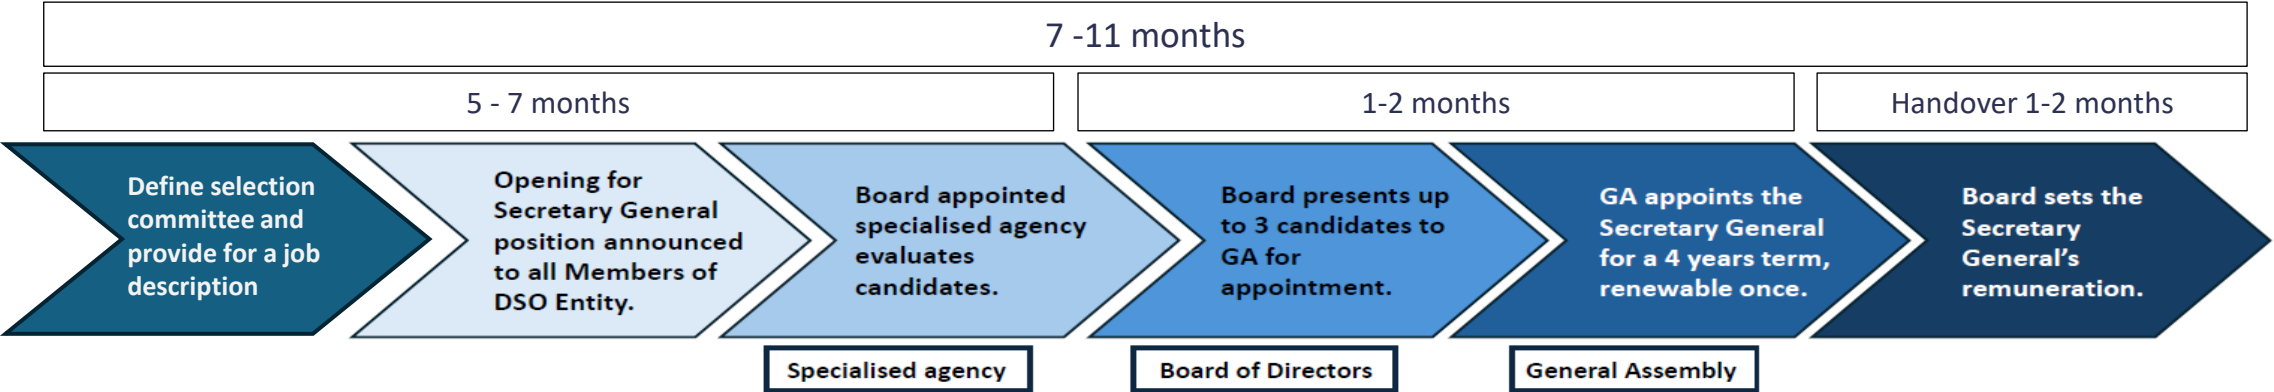 7 -11 months
5 - 7 months
1-2 months
Handover 1-2 months
Define selection
committee and
provide for a job
description
Opening for
Secretary General
position announced
to all Members of
DSO Entity.
Board appointed
specialised agency
evaluates
candidates.
Board presents up
to 3 candidates to
GA for
appointment.
GA appoints the
Secretary General
for a 4 years term,
renewable once.
Board sets the
Secretary
General’s
remuneration.
Specialised agency
Board of Directors
General Assembly